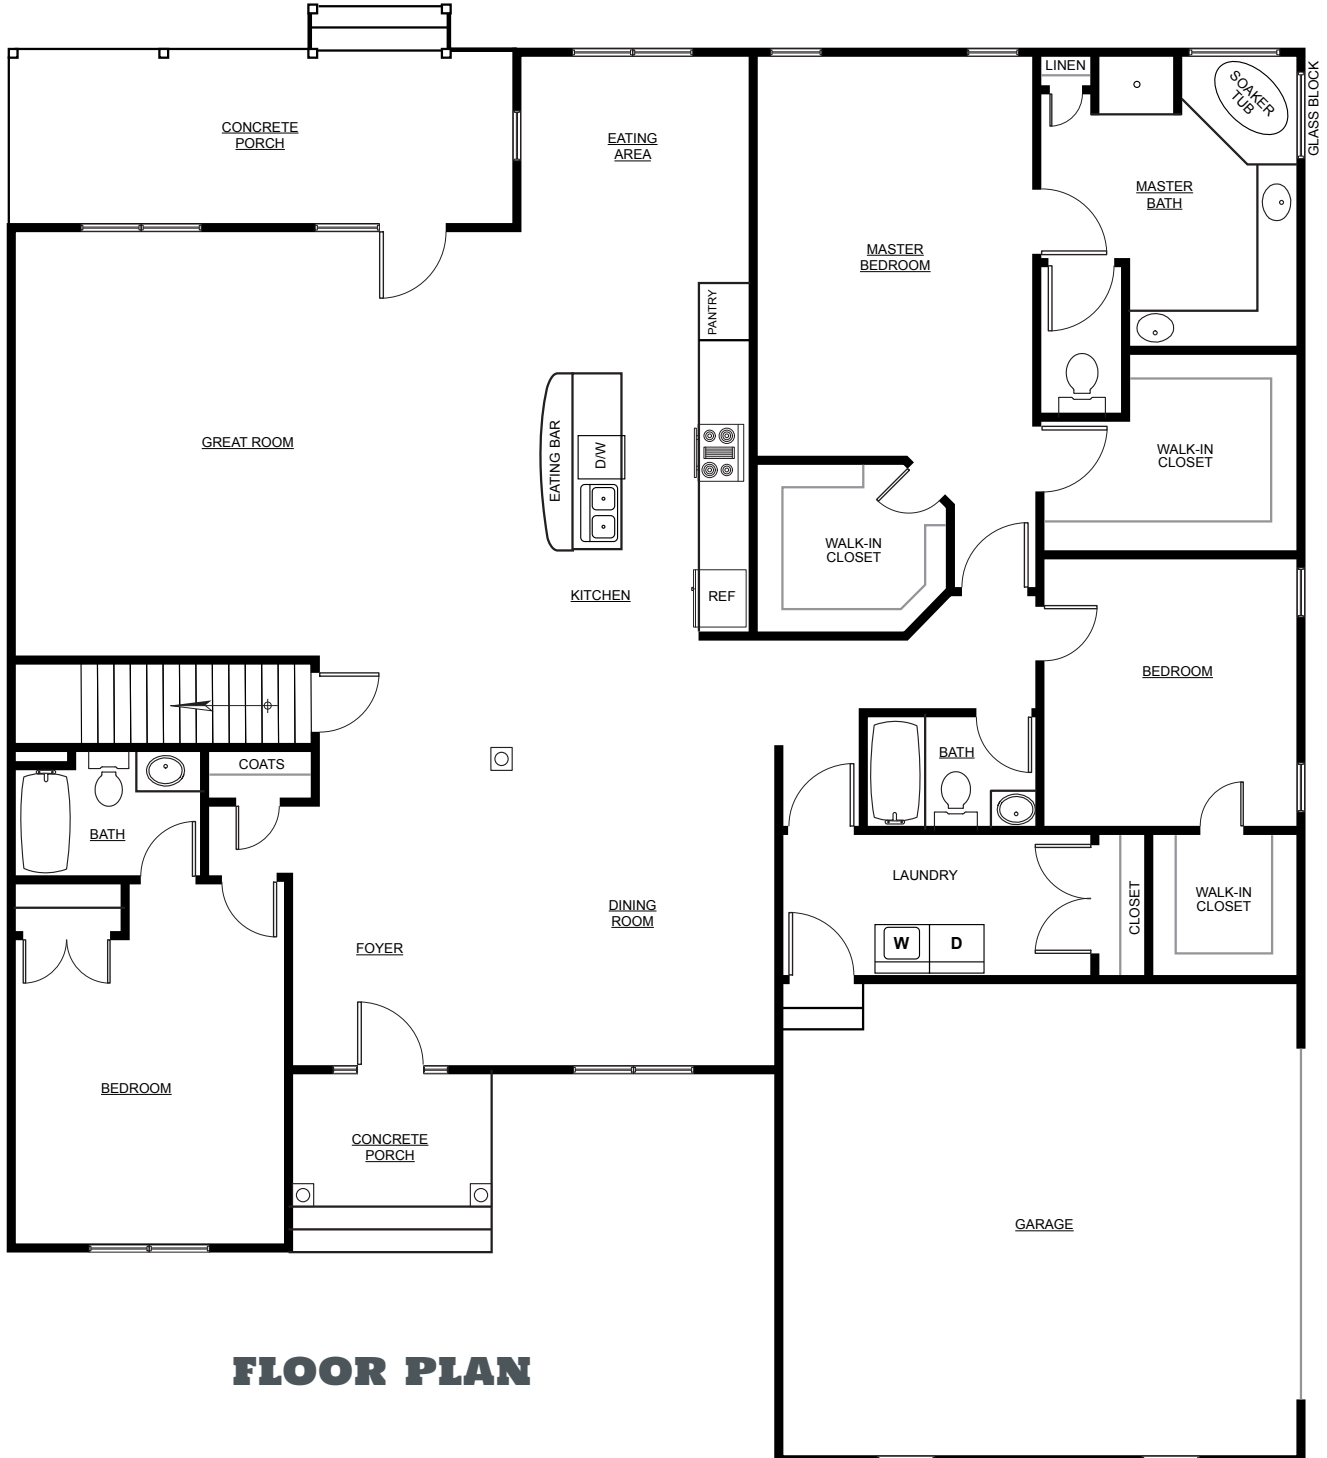 LINEN
SOAKER
TUB
GLASS BLOCK
CONCRETE
PORCH
EATING
AREA
MASTER
BATH
MASTER
BEDROOM
PANTRY
GREAT ROOM
EATING BAR
D/W
WALK-IN
CLOSET
WALK-IN
CLOSET
KITCHEN
REF
BEDROOM
COATS
BATH
BATH
LAUNDRY
CLOSET
WALK-IN
CLOSET
DINING
ROOM
FOYER
W
D
BEDROOM
CONCRETE
PORCH
GARAGE
FLOOR PLAN